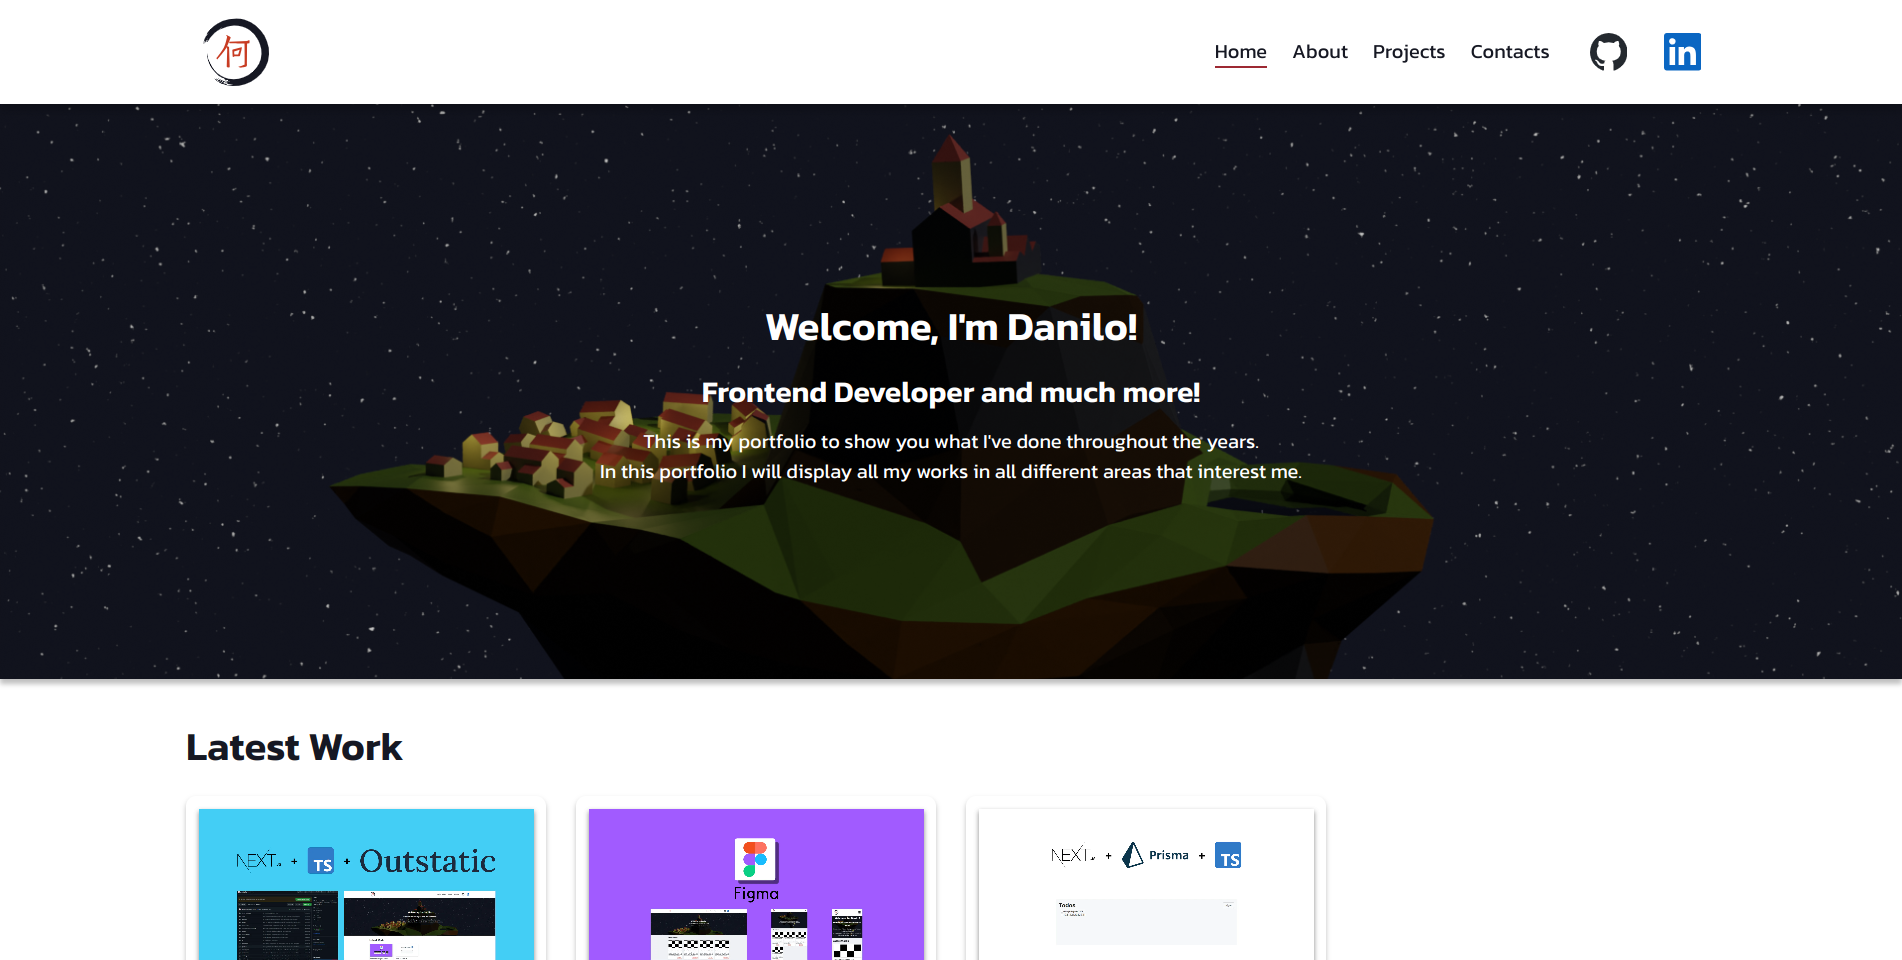 何
Home About Projects Contacts
in
Welcome, I'm Danilo!
Frontend Developer and much more!
This is my portfolio to show you what I've done throughout the years.
In this portfolio I will display all my works in all different areas that interest me.
Latest Work
NEXT.JS + TS + Outstatic
Figma
NEXT.JS + Prisma + TS
Todos